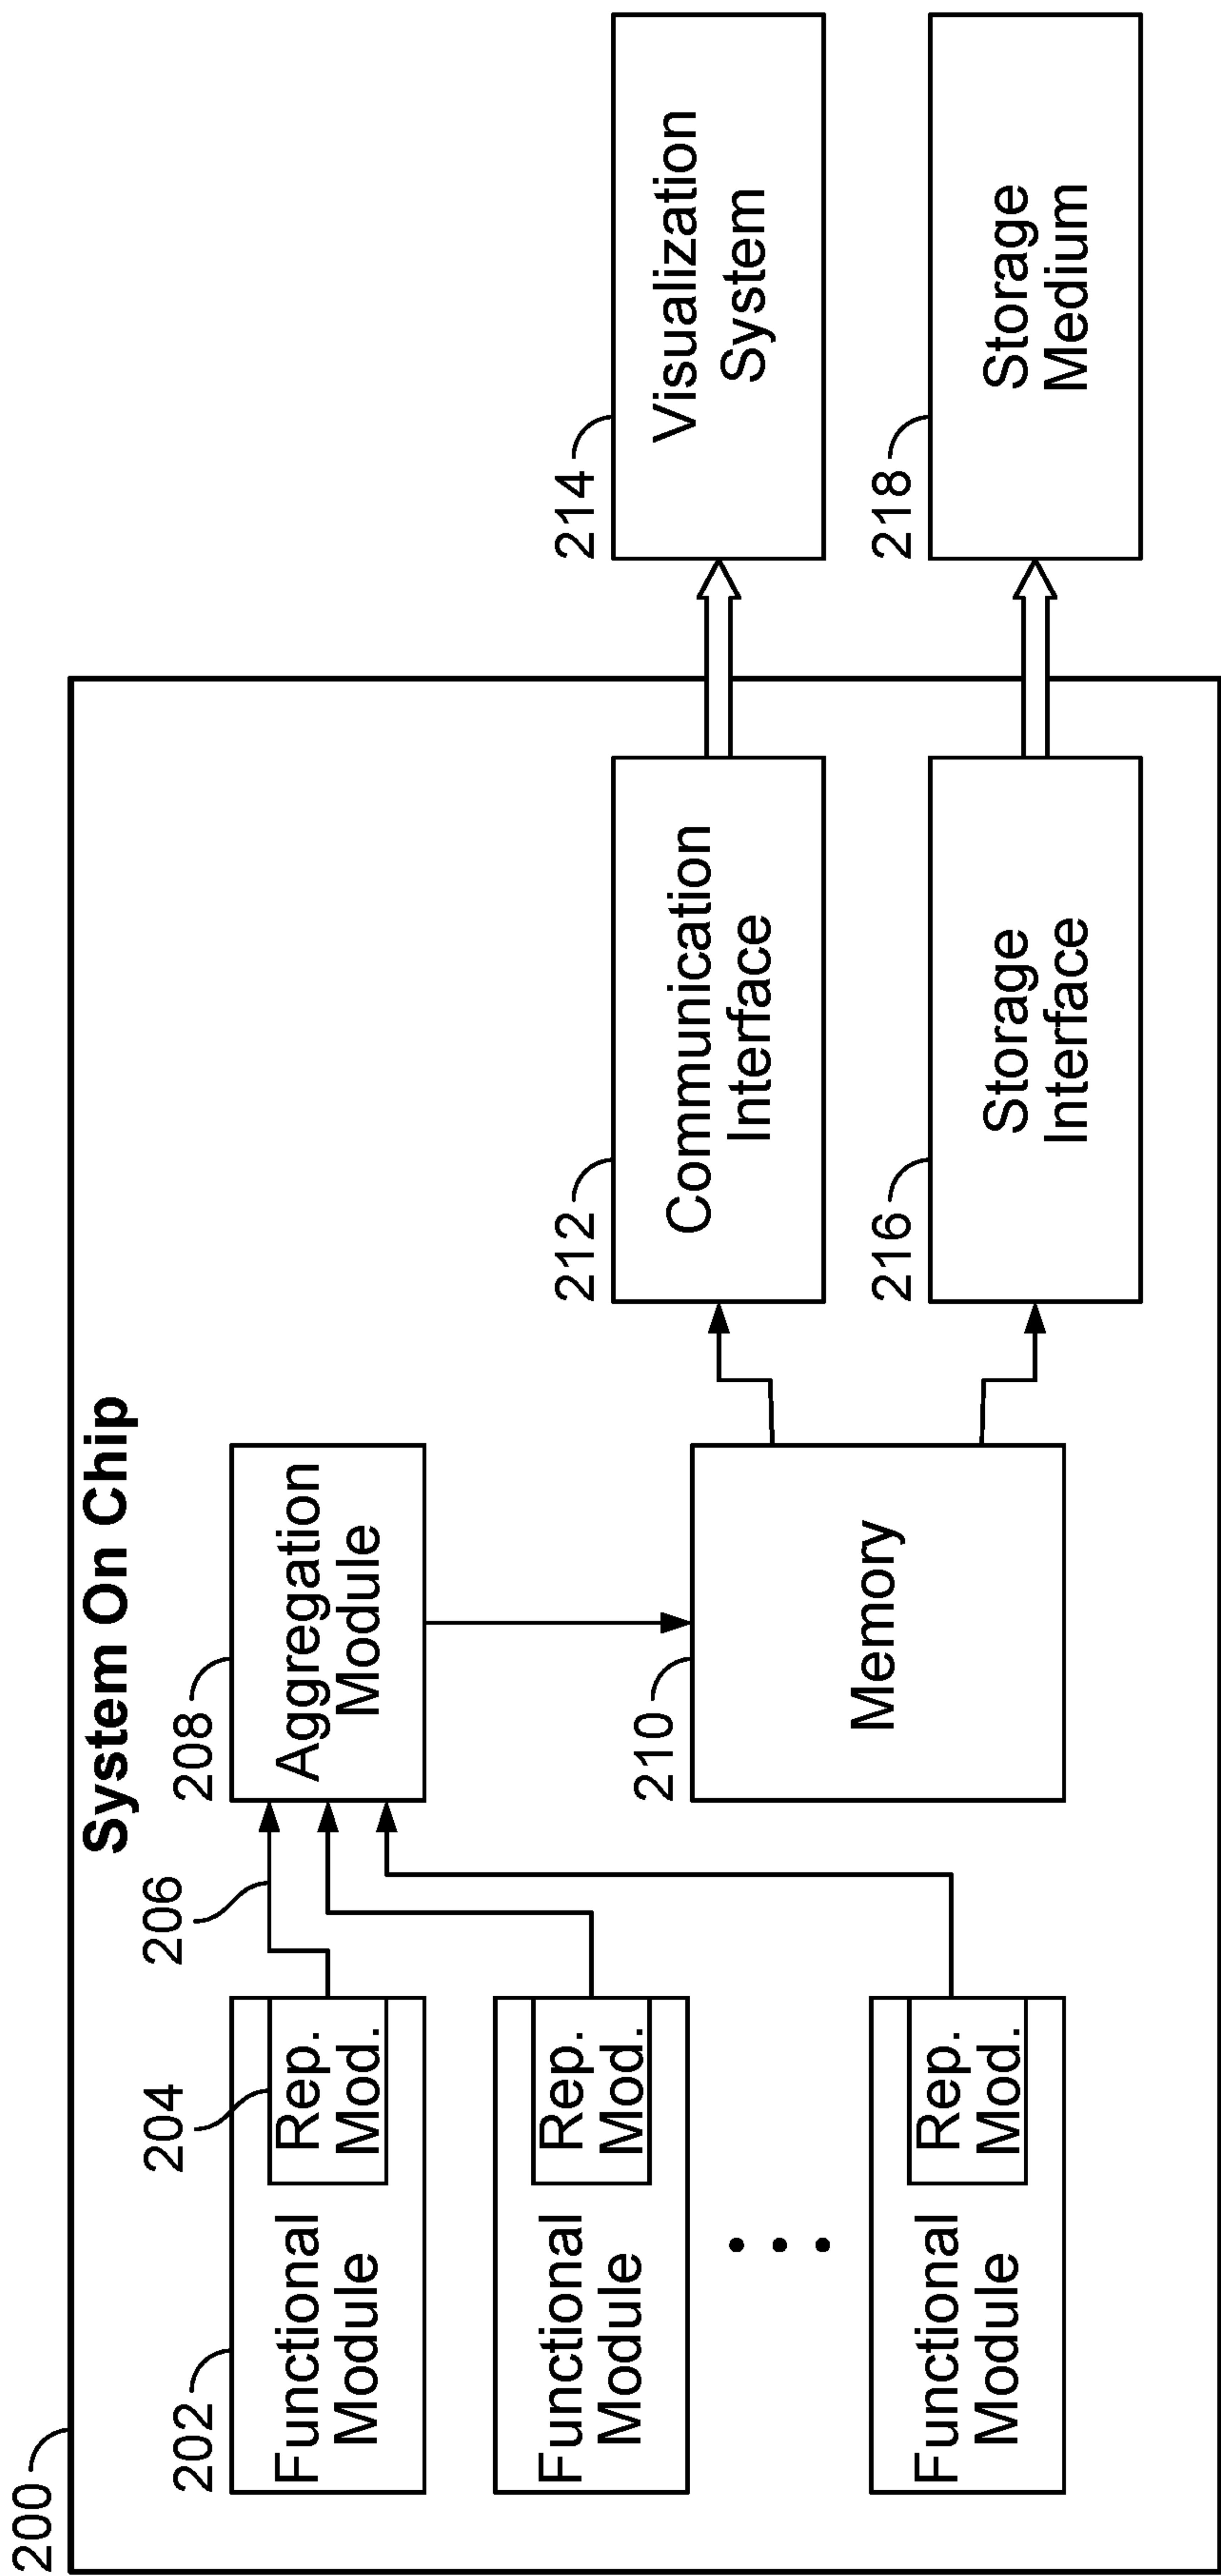 200
System On Chip
202
Functional
Module
204
Rep.
Mod.
206
208
Aggregation
Module
Functional
Module
Rep.
Mod.
Functional
Module
Rep.
Mod.
210
Memory
212
Communication
Interface
214
Visualization
System
216
Storage
Interface
218
Storage
Medium